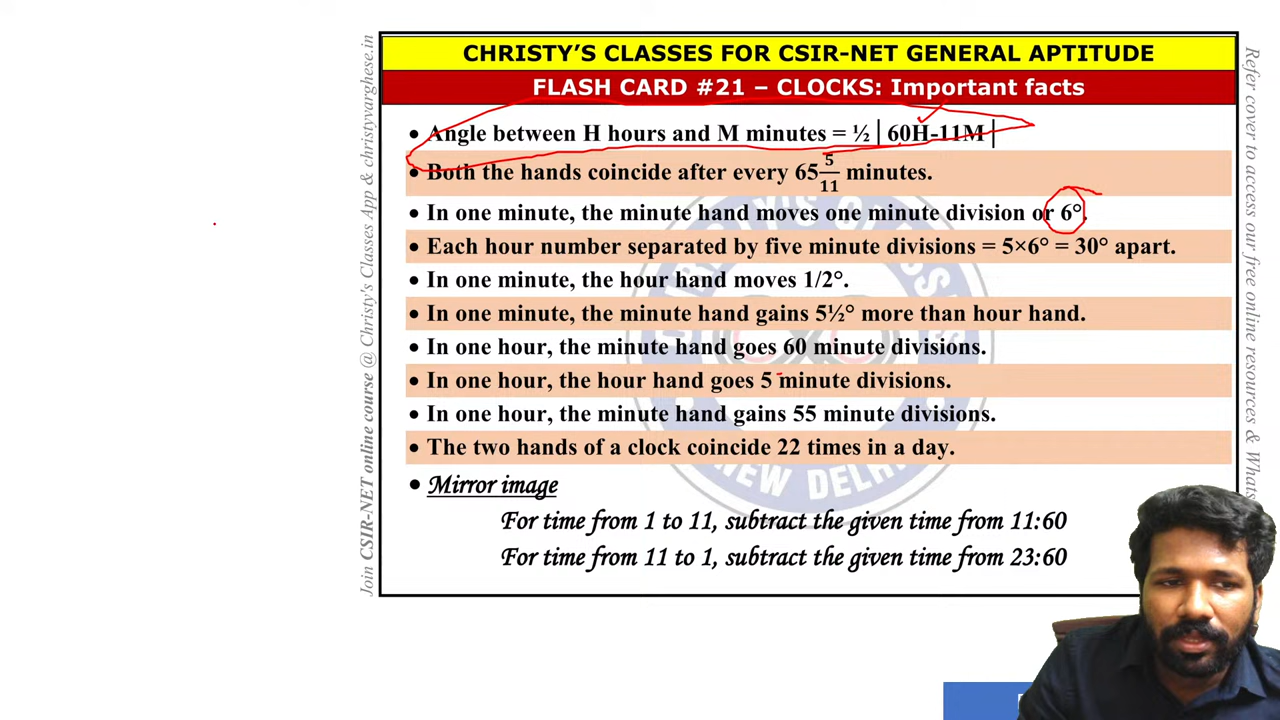 CHRISTY'S CLASSES FOR CSIR-NET GENERAL APTITUDE
FLASH CARD #21 – CLOCKS: Important facts
• Angle between H hours and M minutes = ½|60H-11M|
• Both the hands coincide after every 65 5/11 minutes.
• In one minute, the minute hand moves one minute division or 6°.
• Each hour number separated by five minute divisions = 5×6° = 30° apart.
• In one minute, the hour hand moves 1/2°.
• In one minute, the minute hand gains 5½° more than hour hand.
• In one hour, the minute hand goes 60 minute divisions.
• In one hour, the hour hand goes 5 minute divisions.
• In one hour, the minute hand gains 55 minute divisions.
• The two hands of a clock coincide 22 times in a day.
• Mirror image
For time from 1 to 11, subtract the given time from 11:60
For time from 11 to 1, subtract the given time from 23:60
Join CSIR-NET online course @ Christy's Classes App & christyvarghese.in
Refer cover to access our free online resources & Whats
NEW DELHI